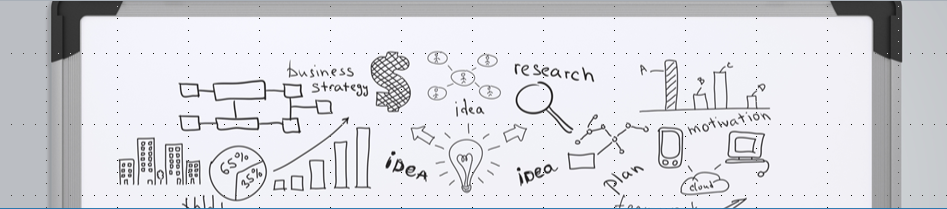 business
strategy
$
idea
research
A
B
C
D
motivation
idea
idea
plan
65%
35%
cloud